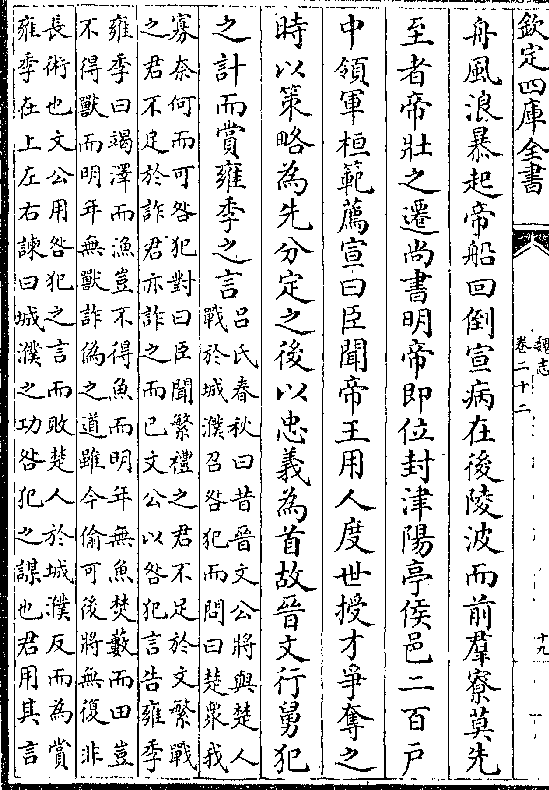 欽定四庫全書
魏志
卷二十二
十九
舟風浪暴起帝船回倒宣病在後陵波而前羣寮莫先
至者帝壯之遷尚書明帝即位封津陽亭侯邑二百戶
中領軍桓範薦宣曰臣聞帝王用人度世授才爭奪之
時以策略為先分定之後以忠義為首故晉文行舅犯
之計而賞雍季之言
呂氏春秋曰昔晉文公將與楚人
戰於城濮召咎犯而問曰楚眾我
寡奈何而可咎犯對曰臣聞繁禮之君不足於文繁戰
之君不足於詐君亦詐之而已文公以咎犯言告雍季
雍季曰竭澤而漁豈不得魚而明年無魚焚藪而田豈
不得獸而明年無獸詐偽之道雖今偷可後將無復非
長術也文公用咎犯之言而敗楚人於城濮反而為賞
雍季在上左右諫曰城濮之功咎犯之謀也君用其言